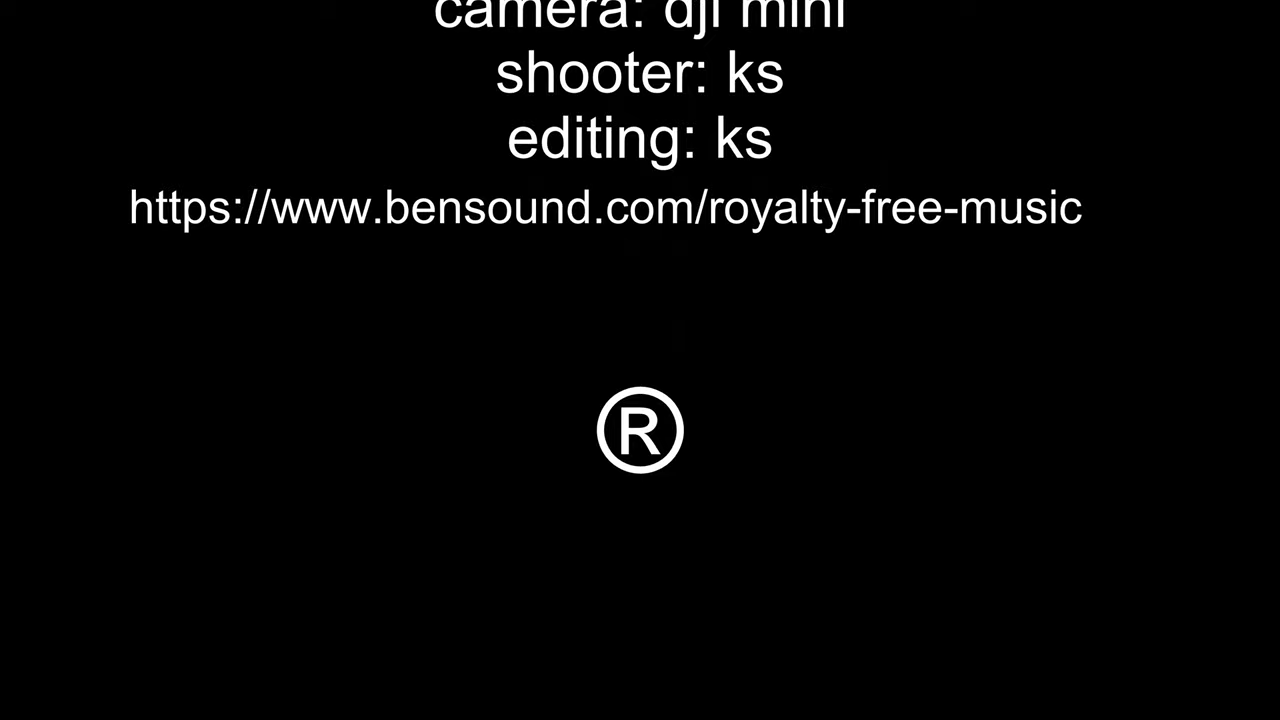 camera: dji mini
shooter: ks
editing: ks
https://www.bensound.com/royalty-free-music
®